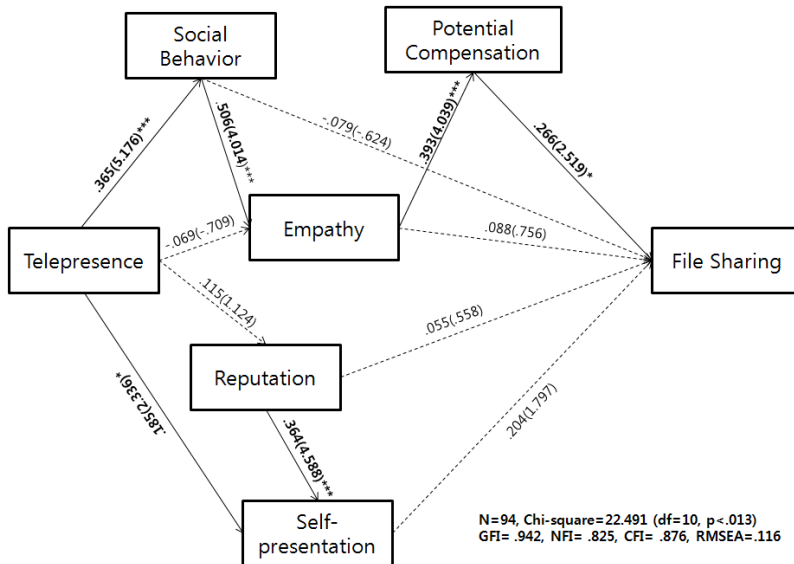 Social
Behavior
Potential
Compensation
.365(5.176)***
.506(4.014)***
-.079(-.624)
.393(4.039)***
.266(2.519)*
Telepresence
-.069(-.709)
Empathy
.088(.756)
File Sharing
.115(1.124)
.055(.558)
Reputation
.185(2.336)*
.364(4.588)***
.204(1.797)
Self-
presentation
N=94, Chi-square=22.491 (df=10, p<.013)
GFI= .942, NFI= .825, CFI= .876, RMSEA=.116